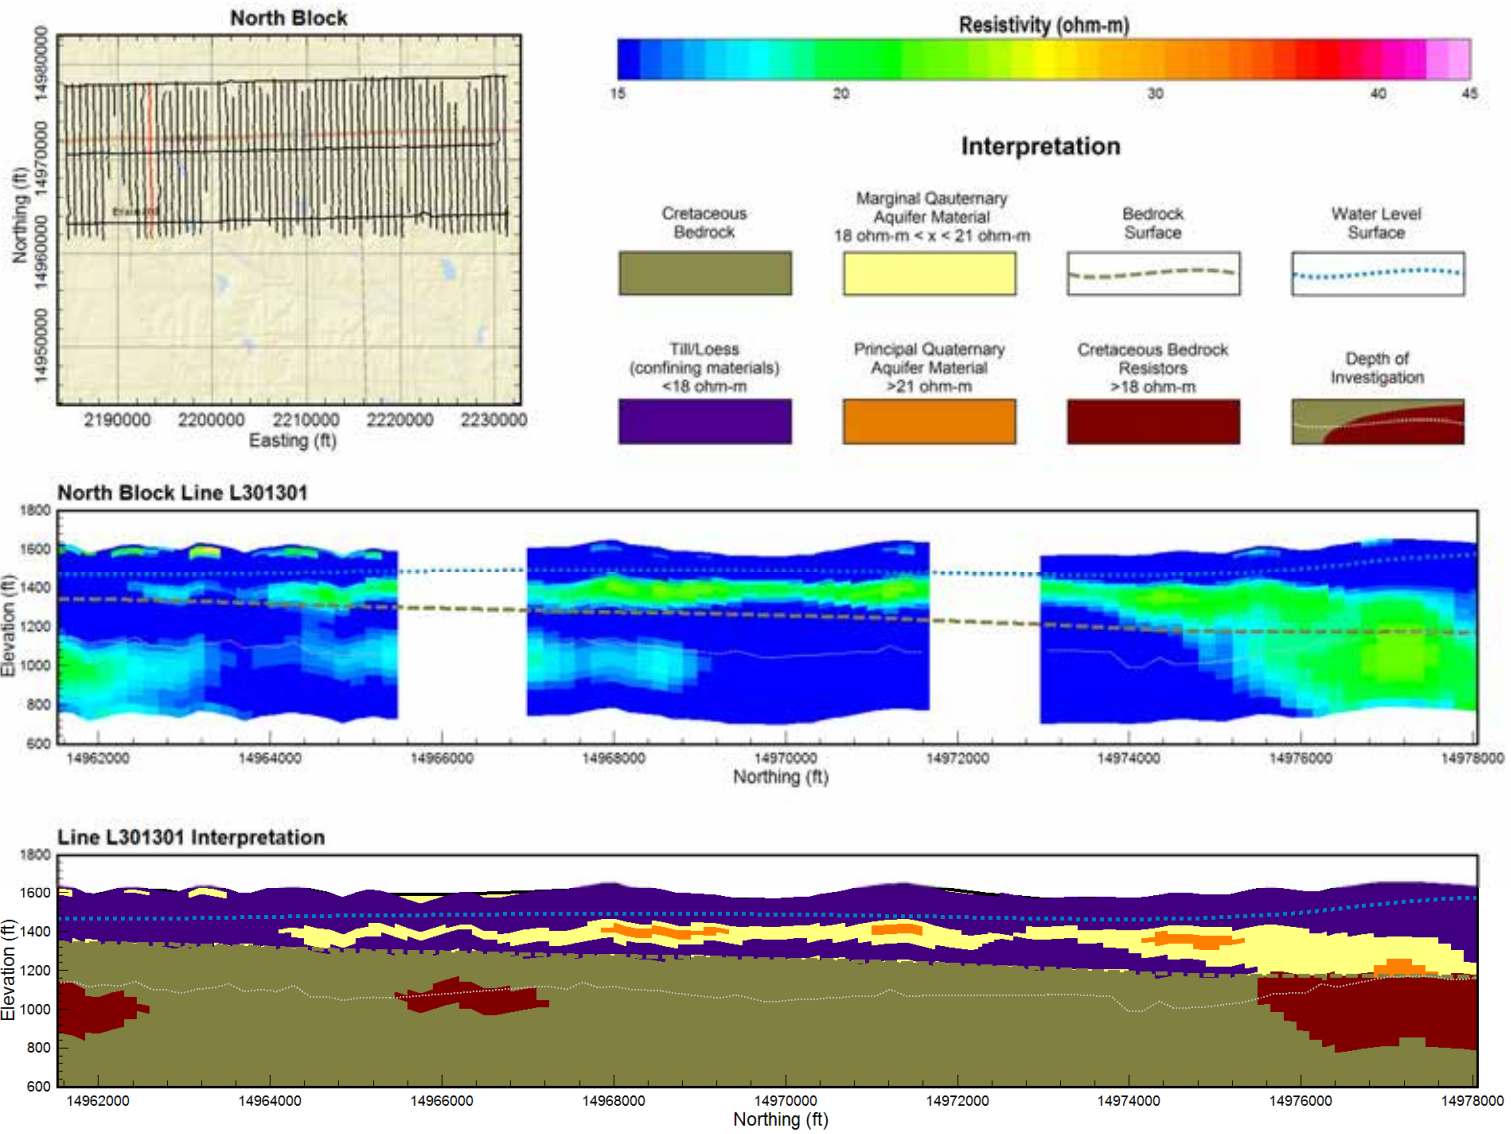 North Block
14980000
14970000
14960000
14950000
Northing (ft)
2190000 2200000 2210000 2220000 2230000
Easting (ft)
Resistivity (ohm-m)
15 20 30 40 45
Interpretation
Cretaceous
Bedrock
Marginal Qauternary
Aquifer Material
18 ohm-m < x < 21 ohm-m
Bedrock
Surface
Water Level
Surface
Till/Loess
(confining materials)
<18 ohm-m
Principal Quaternary
Aquifer Material
>21 ohm-m
Cretaceous Bedrock
Resistors
>18 ohm-m
Depth of
Investigation
North Block Line L301301
1800
1600
1400
1200
1000
800
600
Elevation (ft)
14962000 14964000 14966000 14968000 14970000 14972000 14974000 14976000 14978000
Northing (ft)
Line L301301 Interpretation
1800
1600
1400
1200
1000
800
600
Elevation (ft)
14962000 14964000 14966000 14968000 14970000 14972000 14974000 14976000 14978000
Northing (ft)